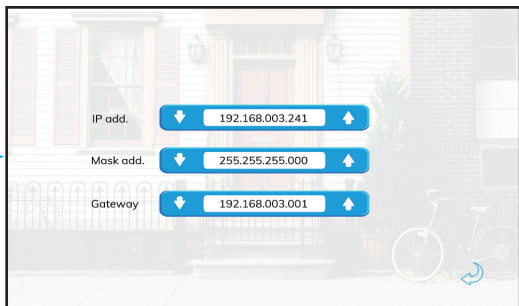 IP add. 192.168.003.241
Mask add. 255.255.255.000
Gateway 192.168.003.001